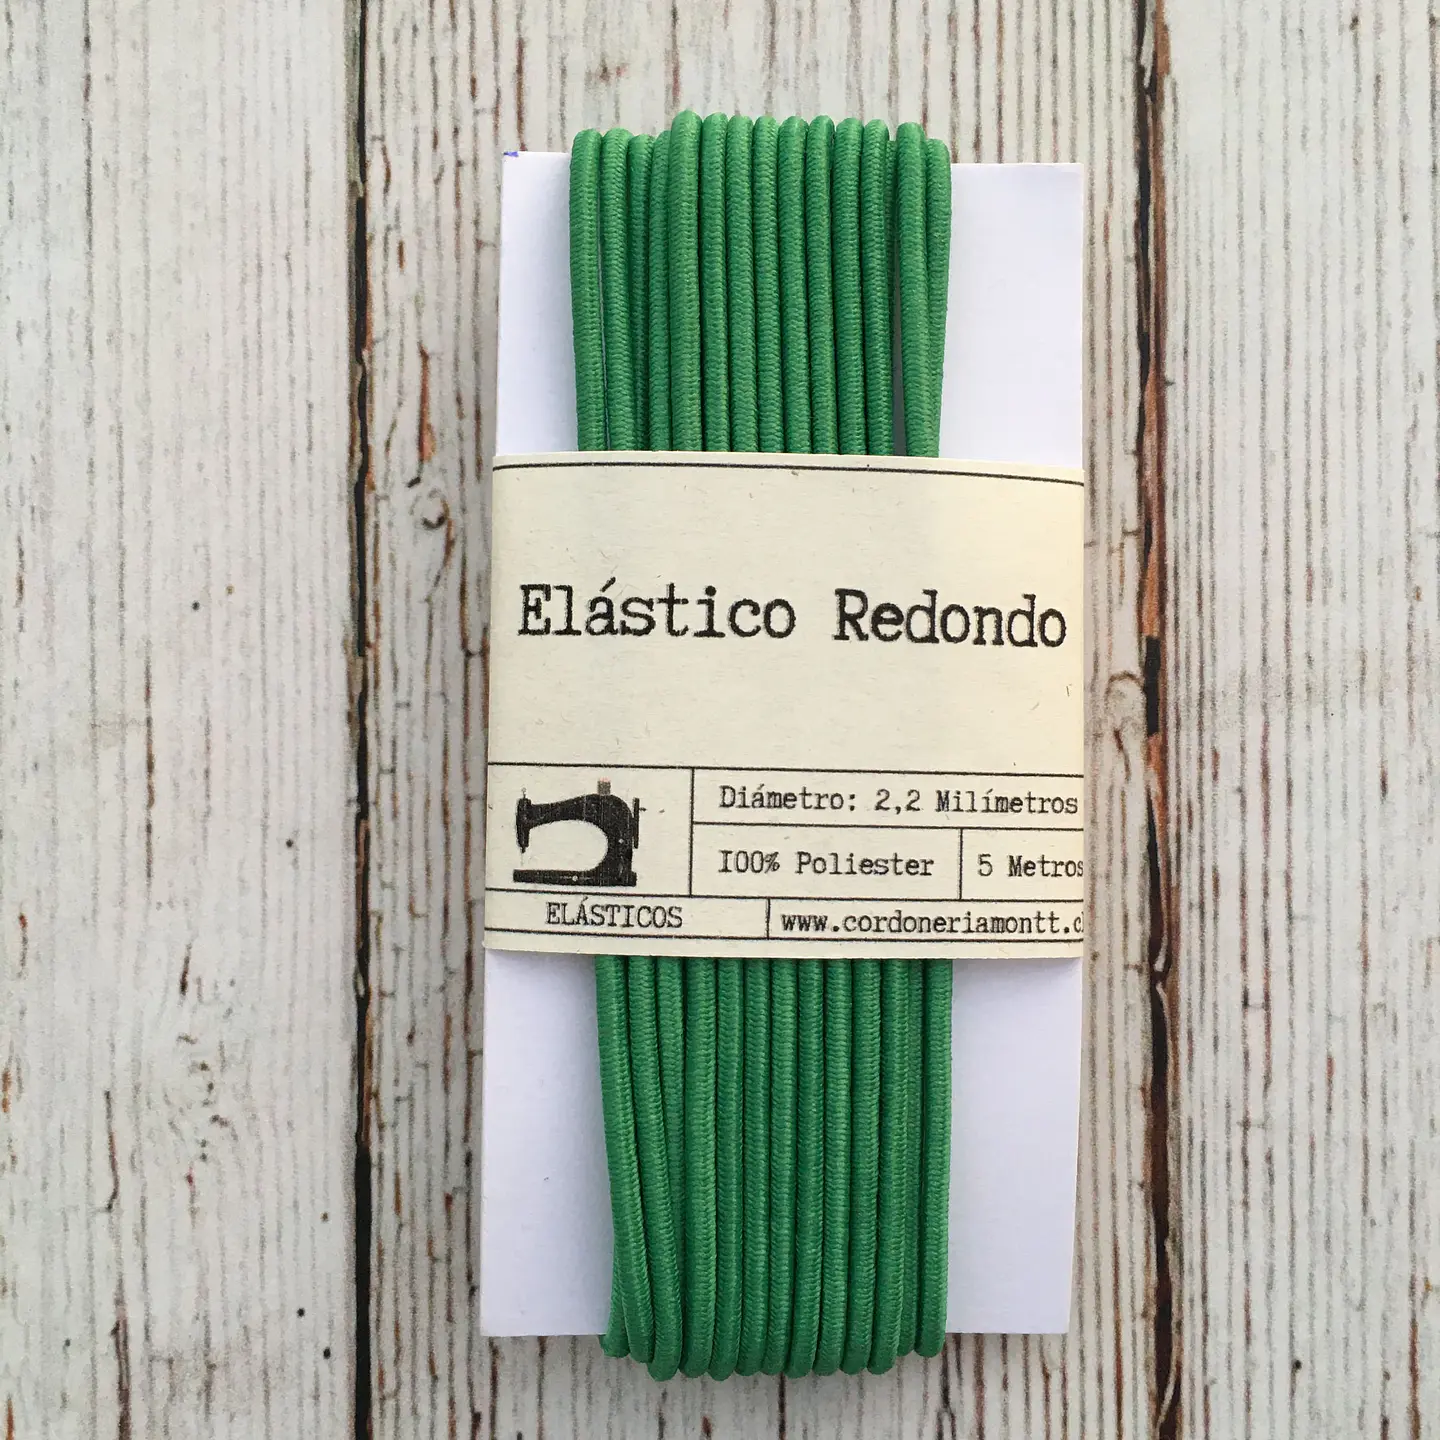 Elástico Redondo
Diámetro: 2,2 Milímetros
100% Poliester
5 Metros
ELÁSTICOS
www.cordoneriamontt.c